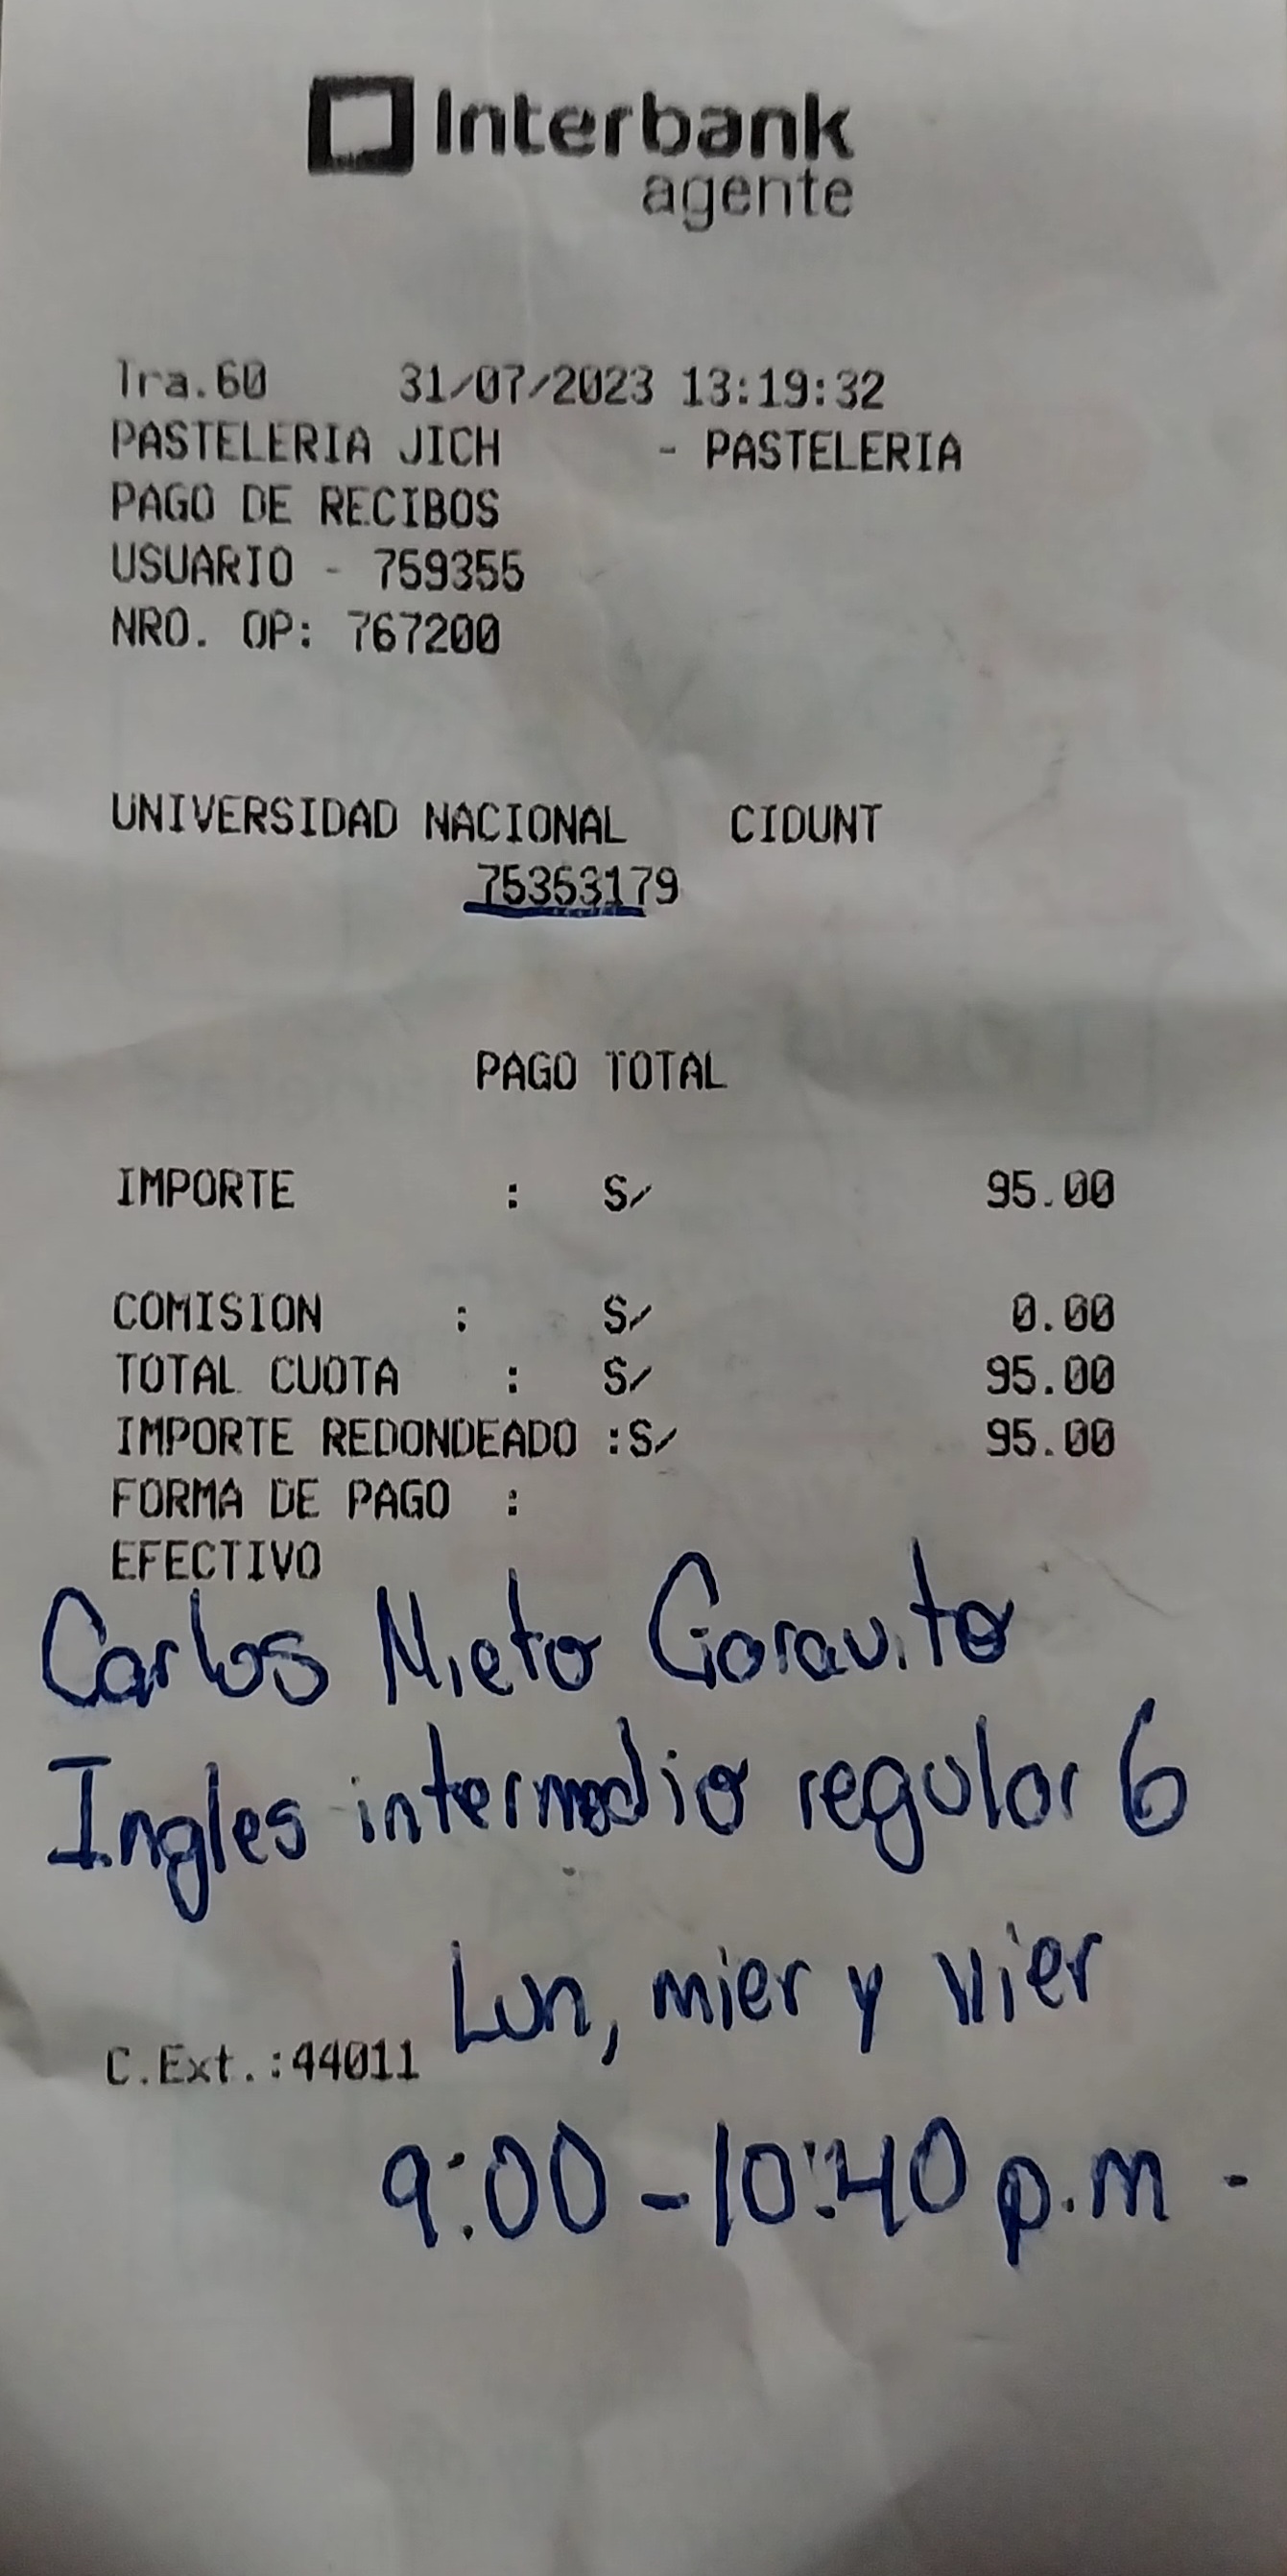 Interbank
agente
Tra.60 31/07/2023 13:19:32
PASTELERIA JICH - PASTELERIA
PAGO DE RECIBOS
USUARIO - 759355
NRO. OP: 767200
UNIVERSIDAD NACIONAL CIDUNT
75353179
PAGO TOTAL
IMPORTE : S/ 95.00
COMISION : S/ 0.00
TOTAL CUOTA : S/ 95.00
IMPORTE REDONDEADO :S/ 95.00
FORMA DE PAGO :
EFECTIVO
Carlos Nieto Garavito
Ingles intermedio regular 6
Lun, mier y vier
C.Ext.:44011
9:00 - 10:40 p.m -